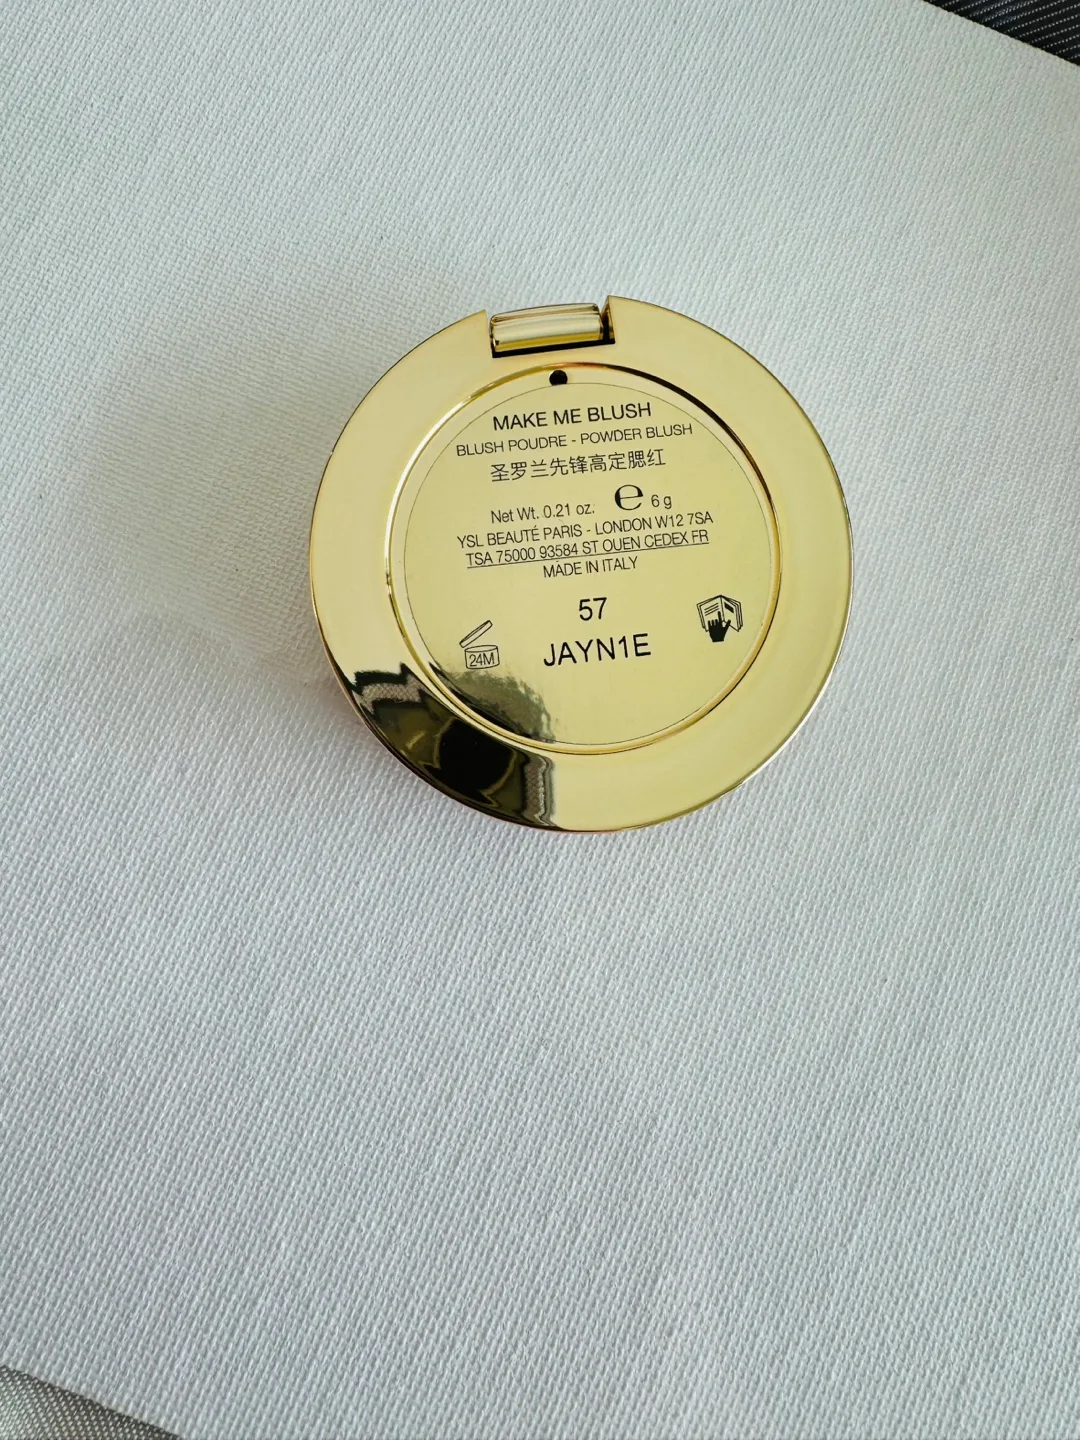 MAKE ME BLUSH
BLUSH POUDRE - POWDER BLUSH
圣罗兰先锋高定腮红
Net Wt. 0.21 oz. ℮ 6 g
YSL BEAUTÉ PARIS - LONDON W12 7SA
TSA 75000 93584 ST OUEN CEDEX FR
MADE IN ITALY
57
24M
JAYN1E